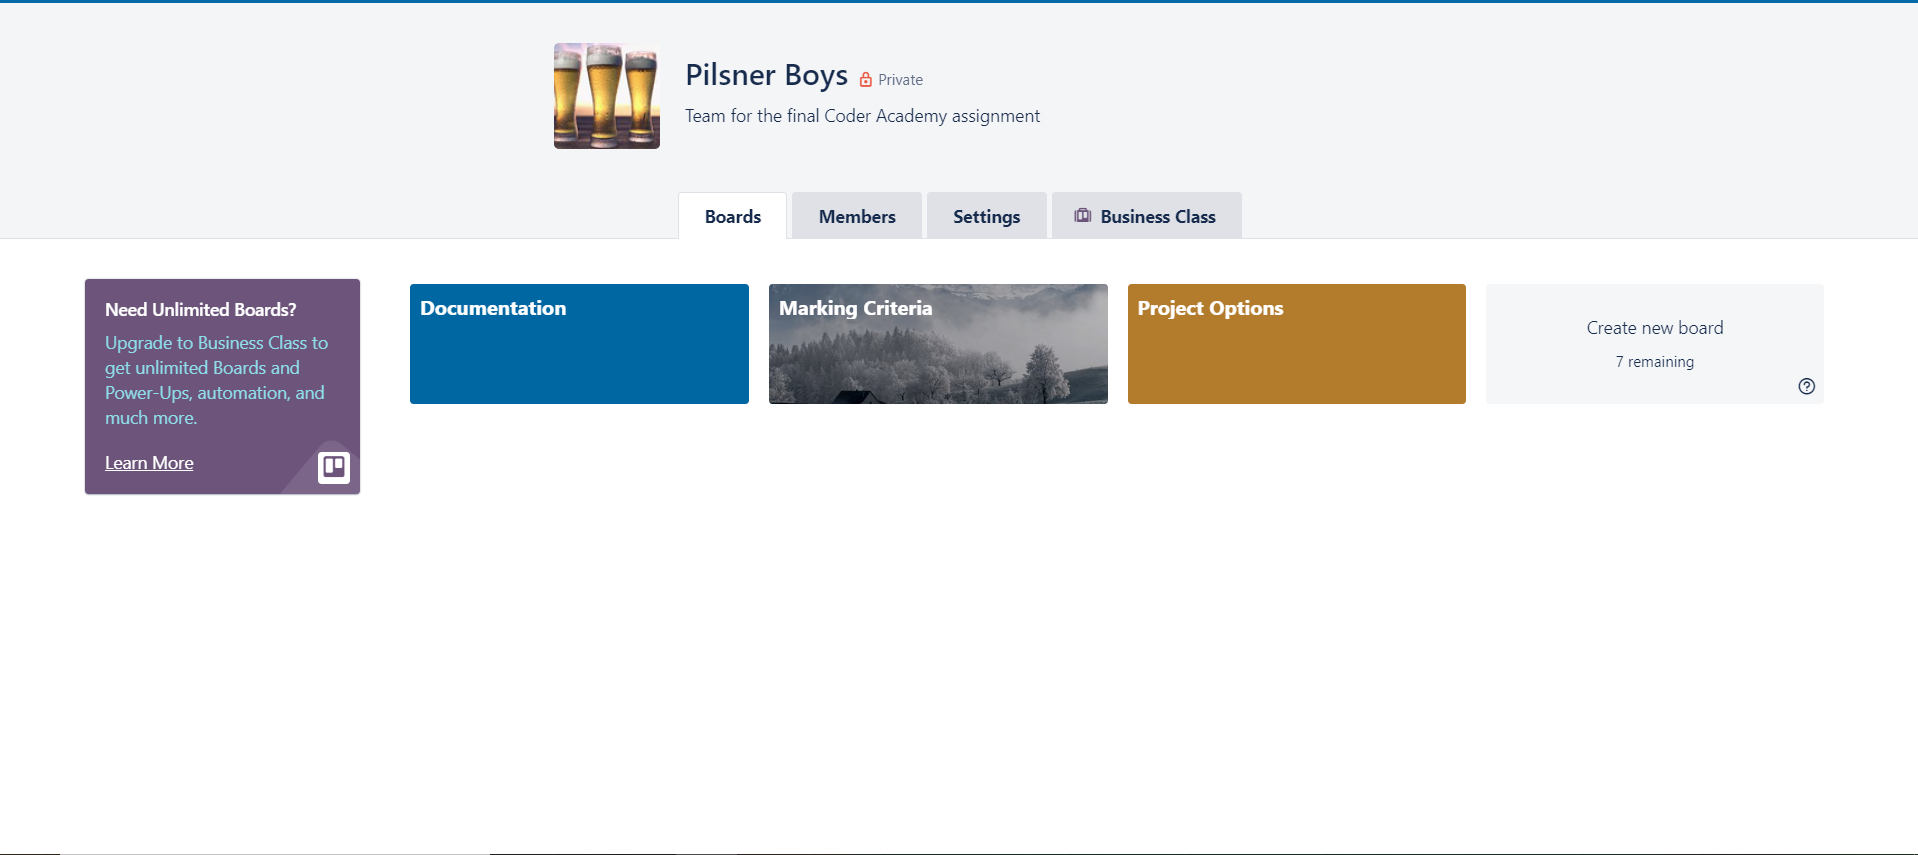 Pilsner Boys Private
Team for the final Coder Academy assignment
Boards Members Settings Business Class
Need Unlimited Boards?
Upgrade to Business Class to
get unlimited Boards and
Power-Ups, automation, and
much more.
Learn More
Documentation
Marking Criteria
Project Options
Create new board
7 remaining